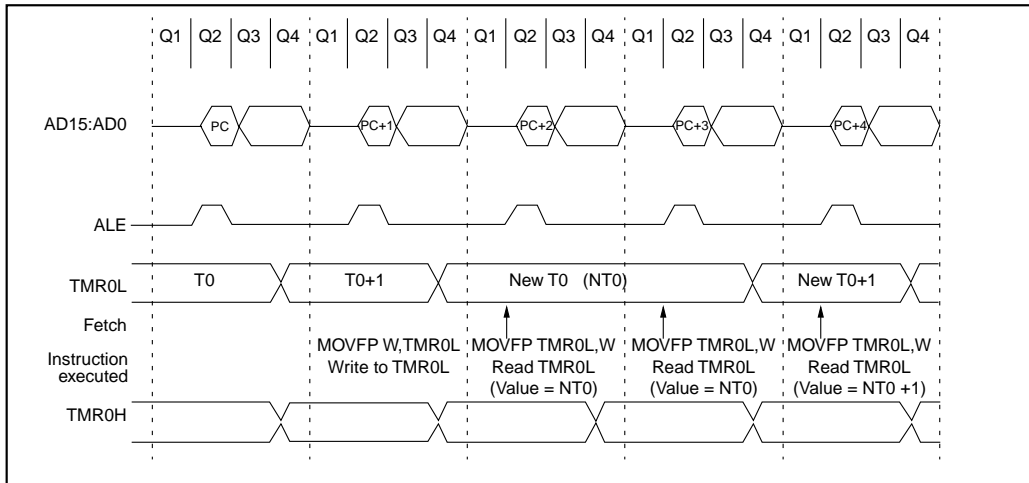 Q1 Q2 Q3 Q4 Q1 Q2 Q3 Q4 Q1 Q2 Q3 Q4 Q1 Q2 Q3 Q4 Q1 Q2 Q3 Q4
AD15:AD0 PC PC+1 PC+2 PC+3 PC+4
ALE
TMR0L T0 T0+1 New T0 (NT0) New T0+1
Fetch
MOVFP W,TMR0L MOVFP TMR0L,W MOVFP TMR0L,W MOVFP TMR0L,W
Instruction Write to TMR0L Read TMR0L Read TMR0L Read TMR0L
executed (Value = NT0) (Value = NT0) (Value = NT0 +1)
TMR0H